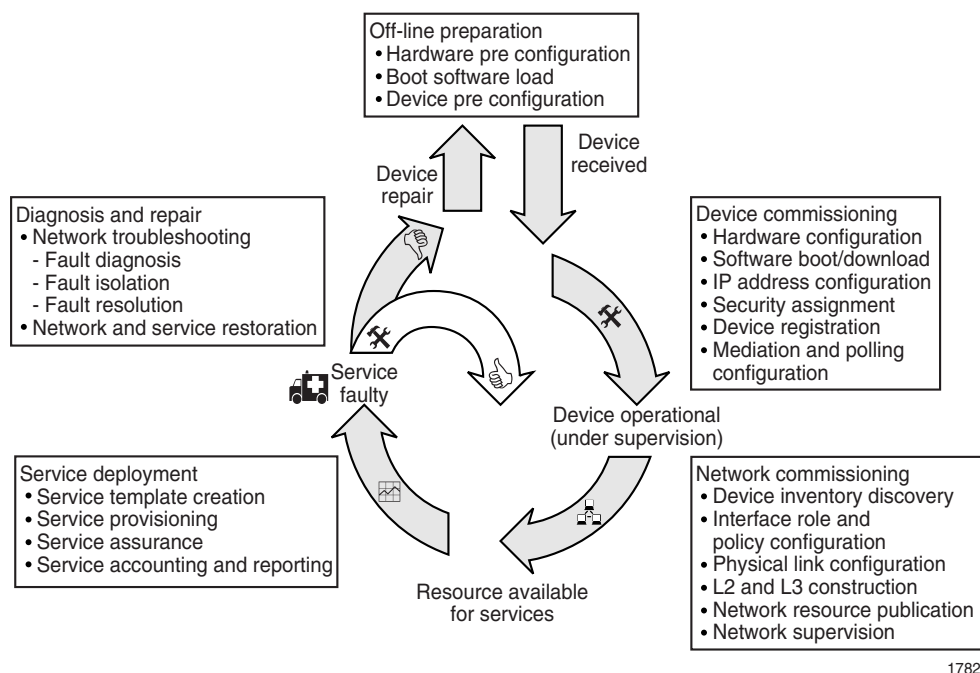 Off-line preparation
• Hardware pre configuration
• Boot software load
• Device pre configuration
Device
received
Device
repair
Diagnosis and repair
• Network troubleshooting
- Fault diagnosis
- Fault isolation
- Fault resolution
• Network and service restoration
Device commissioning
• Hardware configuration
• Software boot/download
• IP address configuration
• Security assignment
• Device registration
• Mediation and polling
configuration
Service
faulty
Device operational
(under supervision)
Service deployment
• Service template creation
• Service provisioning
• Service assurance
• Service accounting and reporting
Network commissioning
• Device inventory discovery
• Interface role and
policy configuration
• Physical link configuration
• L2 and L3 construction
• Network resource publication
• Network supervision
Resource available
for services
1782